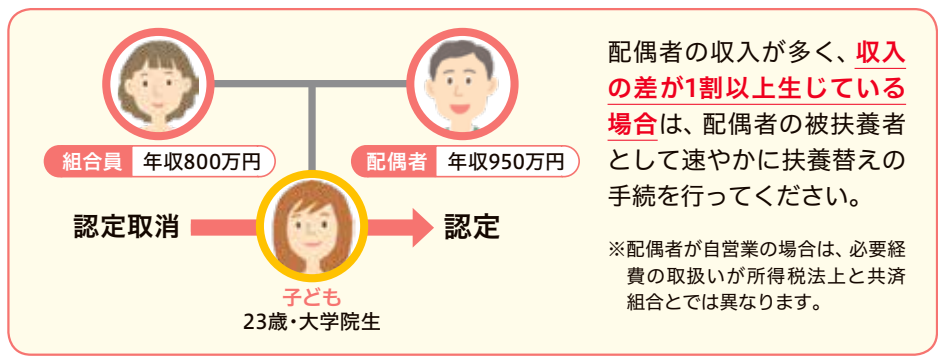 組合員 年収800万円
配偶者 年収950万円
認定取消
認定
子ども
23歳・大学院生
配偶者の収入が多く、収入
の差が1割以上生じている
場合は、配偶者の被扶養者
として速やかに扶養替えの
手続を行ってください。
※配偶者が自営業の場合は、必要経
費の取扱いが所得税法上と共済
組合とでは異なります。